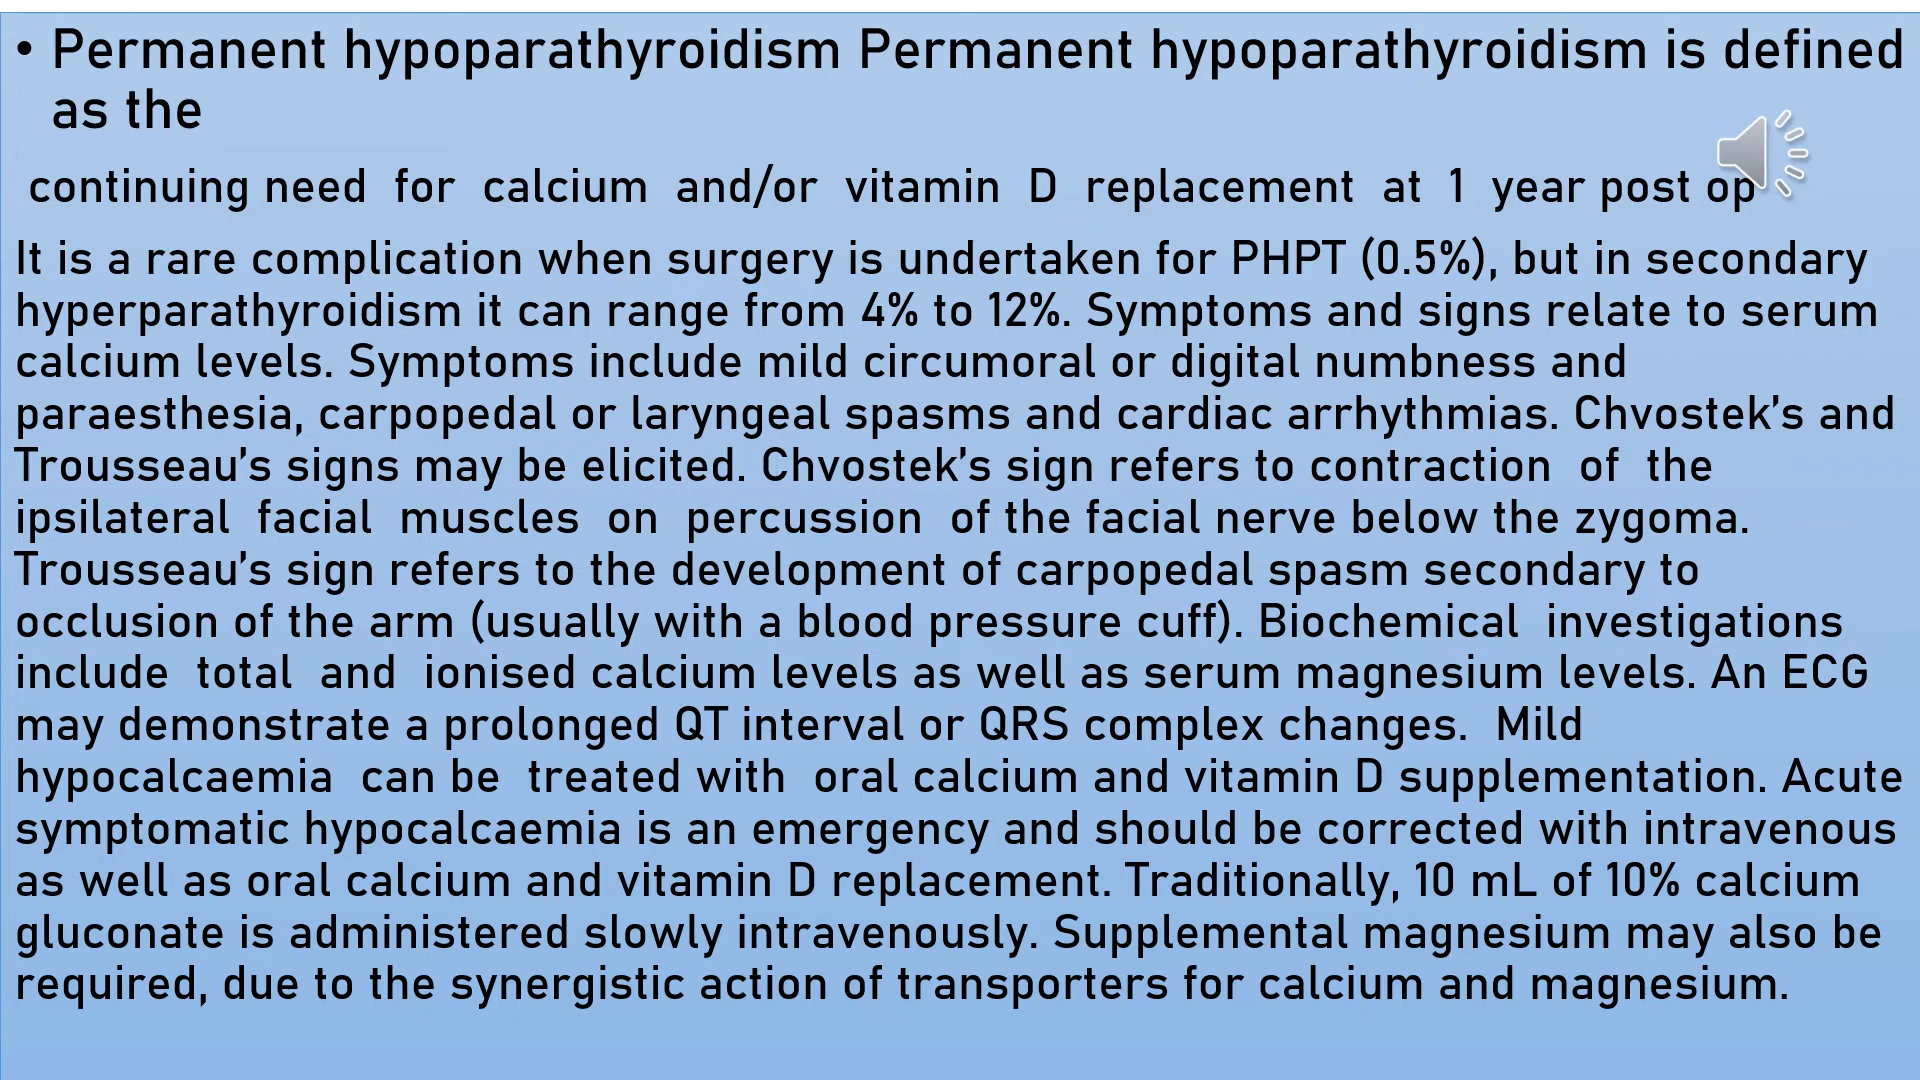 • Permanent hypoparathyroidism Permanent hypoparathyroidism is defined
as the
continuing need for calcium and/or vitamin D replacement at 1 year post op
It is a rare complication when surgery is undertaken for PHPT (0.5%), but in secondary
hyperparathyroidism it can range from 4% to 12%. Symptoms and signs relate to serum
calcium levels. Symptoms include mild circumoral or digital numbness and
paraesthesia, carpopedal or laryngeal spasms and cardiac arrhythmias. Chvostek’s and
Trousseau’s signs may be elicited. Chvostek’s sign refers to contraction of the
ipsilateral facial muscles on percussion of the facial nerve below the zygoma.
Trousseau’s sign refers to the development of carpopedal spasm secondary to
occlusion of the arm (usually with a blood pressure cuff). Biochemical investigations
include total and ionised calcium levels as well as serum magnesium levels. An ECG
may demonstrate a prolonged QT interval or QRS complex changes. Mild
hypocalcaemia can be treated with oral calcium and vitamin D supplementation. Acute
symptomatic hypocalcaemia is an emergency and should be corrected with intravenous
as well as oral calcium and vitamin D replacement. Traditionally, 10 mL of 10% calcium
gluconate is administered slowly intravenously. Supplemental magnesium may also be
required, due to the synergistic action of transporters for calcium and magnesium.